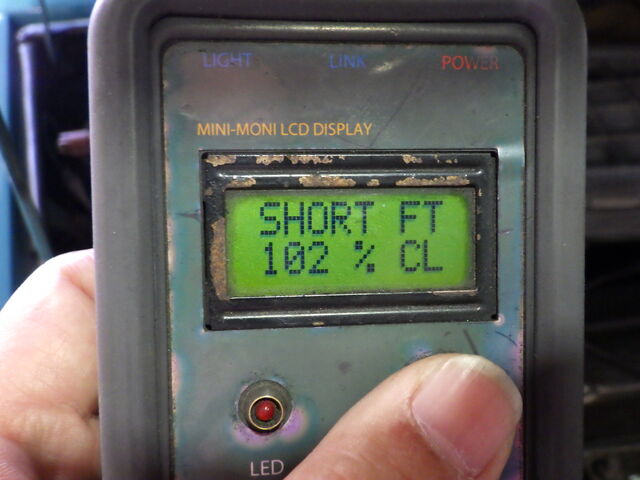 LIGHT LINK POWER
MINI-MONI LCD DISPLAY
SHORT FT
102 % CL
LED